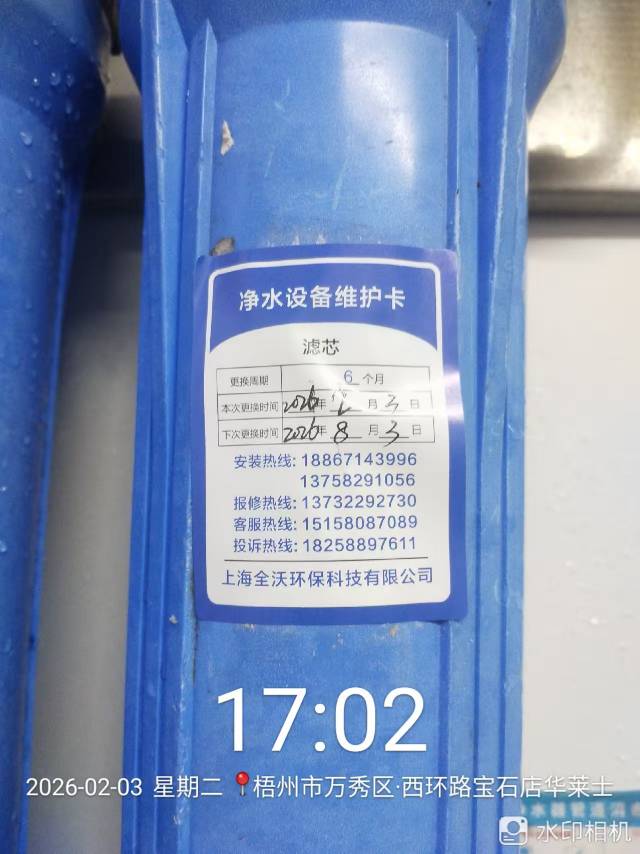 净水设备维护卡
滤芯
更换周期 6 个月
本次更换时间 2026年 2 月 3 日
下次更换时间 2026年 8 月 3 日
安装热线: 18867143996
13758291056
报修热线: 13732292730
客服热线: 15158087089
投诉热线: 18258897611
上海全沃环保科技有限公司
17:02
2026-02-03 星期二 梧州市万秀区·西环路宝石店华莱士
水印相机